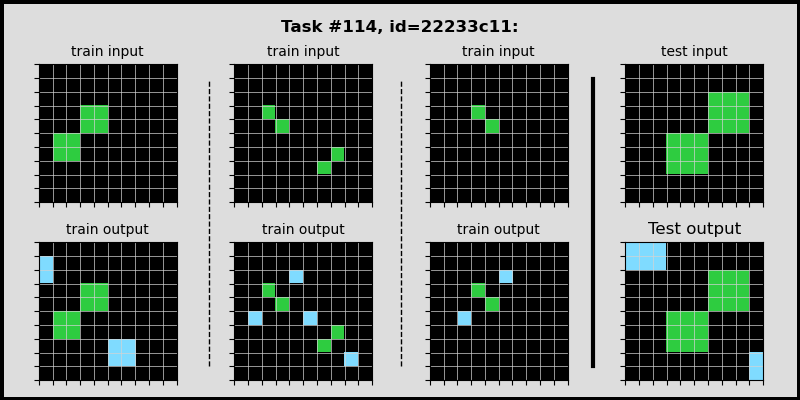 Task #114, id=22233c11:
train input
train input
train input
test input
train output
train output
train output
Test output